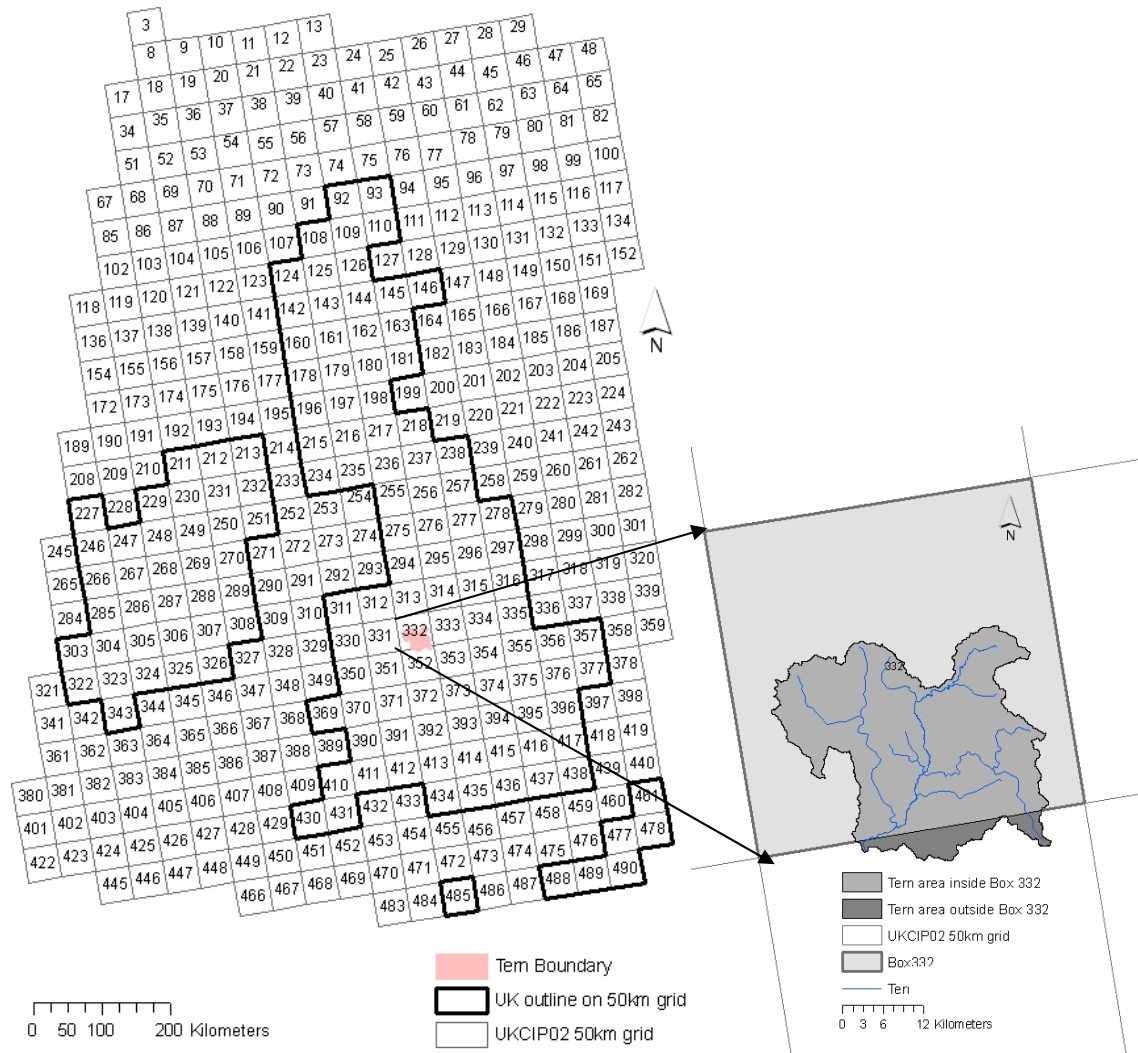 3
8 9 10 11 12 13
17 18 19 20 21 22 23 24 25 26 27 28 29
34 35 36 37 38 39 40 41 42 43 44 45 46 47 48
51 52 53 54 55 56 57 58 59 60 61 62 63 64 65
67 68 69 70 71 72 73 74 75 76 77 78 79 80 81 82
85 86 87 88 89 90 91 92 93 94 95 96 97 98 99 100
102 103 104 105 106 107 108 109 110 111 112 113 114 115 116 117
118 119 120 121 122 123 124 125 126 127 128 129 130 131 132 133 134
136 137 138 139 140 141 142 143 144 145 146 147 148 149 150 151 152
154 155 156 157 158 159 160 161 162 163 164 165 166 167 168 169
172 173 174 175 176 177 178 179 180 181 182 183 184 185 186 187
189 190 191 192 193 194 195 196 197 198 199 200 201 202 203 204 205
208 209 210 211 212 213 214 215 216 217 218 219 220 221 222 223 224
227 228 229 230 231 232 233 234 235 236 237 238 239 240 241 242 243
245 246 247 248 249 250 251 252 253 254 255 256 257 258 259 260 261 262
265 266 267 268 269 270 271 272 273 274 275 276 277 278 279 280 281 282
284 285 286 287 288 289 290 291 292 293 294 295 296 297 298 299 300 301
303 304 305 306 307 308 309 310 311 312 313 314 315 316 317 318 319 320
321 322 323 324 325 326 327 328 329 330 331 332 333 334 335 336 337 338 339
341 342 343 344 345 346 347 348 349 350 351 353 354 355 356 357 358 359
361 362 363 364 365 366 367 368 369 370 371 372 373 374 375 376 377 378
380 381 382 383 384 385 386 387 388 389 390 391 392 393 394 395 396 397 398
401 402 403 404 405 406 407 408 409 410 411 412 413 414 415 416 417 418 419
422 423 424 425 426 427 428 429 430 431 432 433 434 435 436 437 438 439 440
445 446 447 448 449 450 451 452 453 454 455 456 457 458 459 460 461
466 467 468 469 470 471 472 473 474 475 476 477 478
483 484 485 486 487 488 489 490
N
Tern Boundary
UK outline on 50km grid
UKCIP02 50km grid
0 50 100 200 Kilometers
N
332
Tern area inside Box 332
Tern area outside Box 332
UKCIP02 50km grid
Box332
0 3 6 12 Kilometers